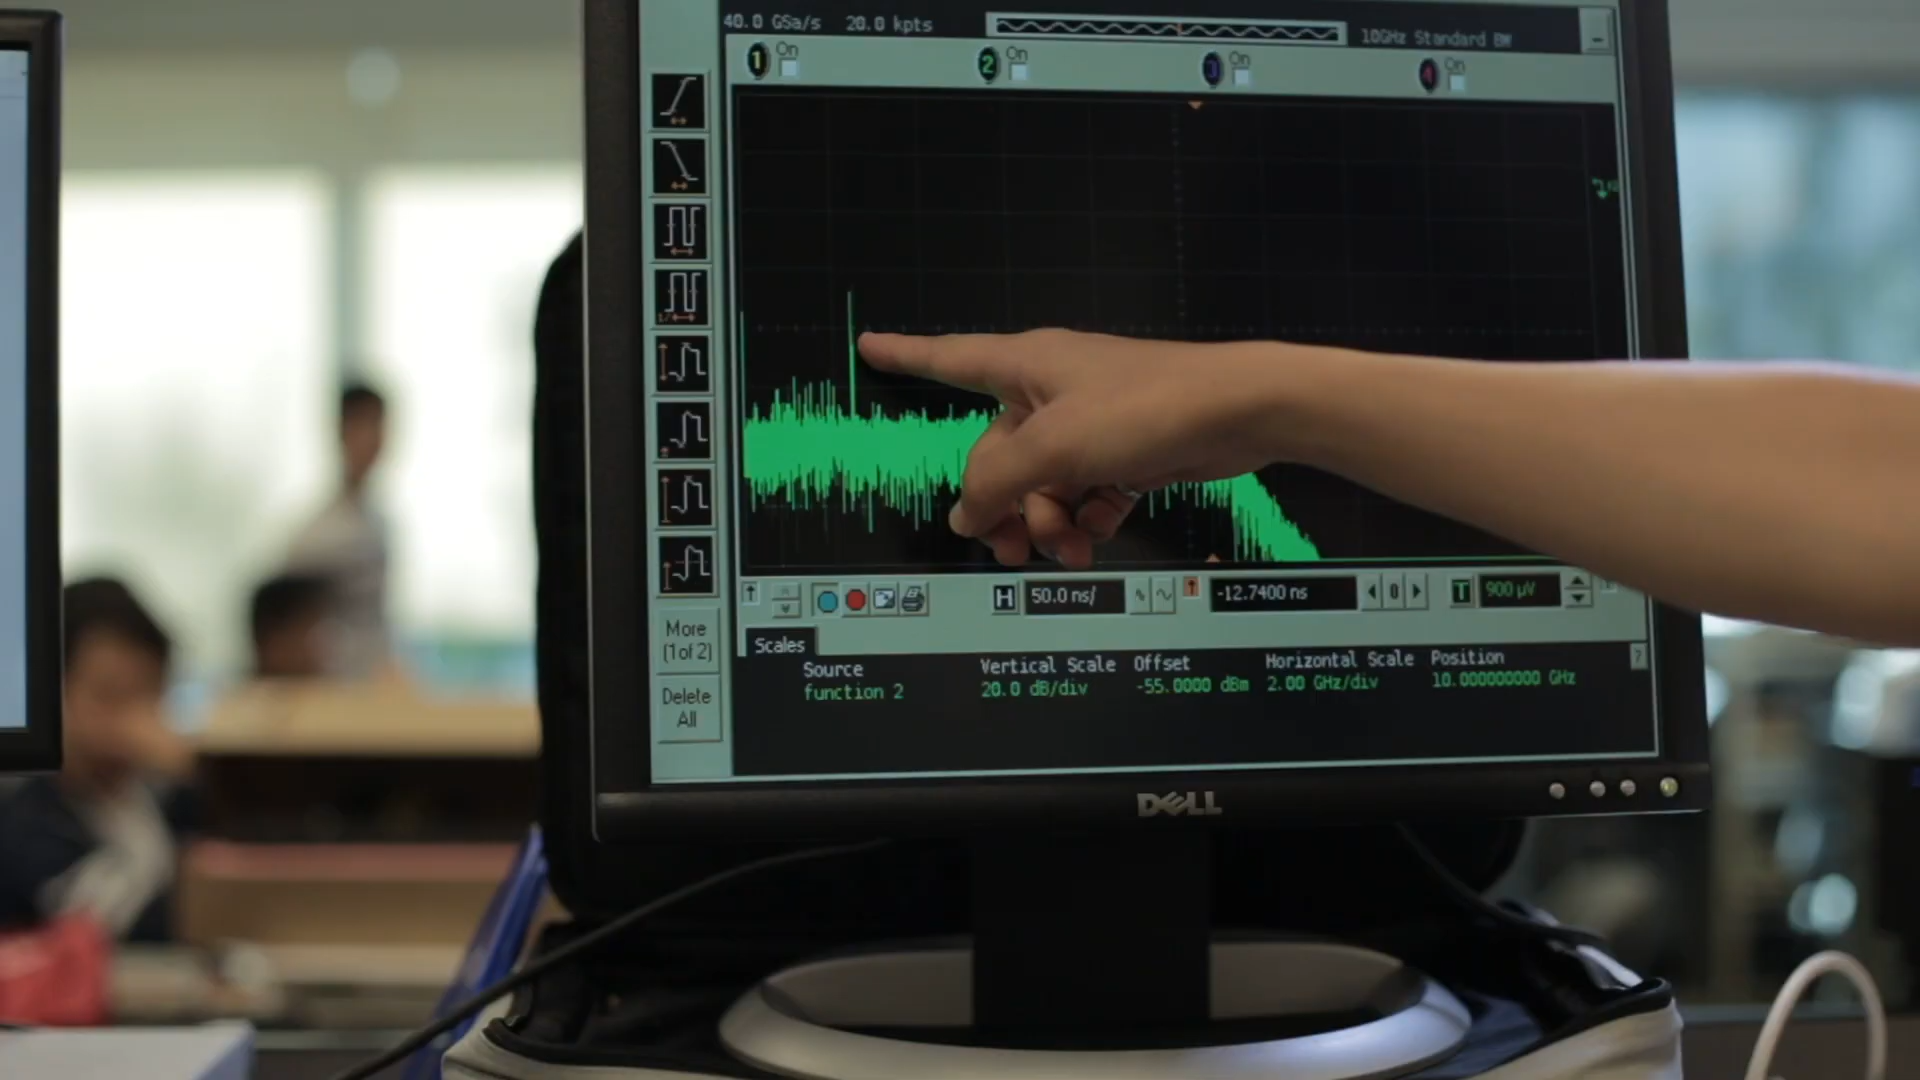 40.0 GSa/s 20.0 kpts
10GHz Standard BW
1 On
2 On
3 On
4 On
More
(1 of 2)
Delete
All
H 50.0 ns/
-12.7400 ns
0
T 900 µV
Scales
?
Source Vertical Scale Offset Horizontal Scale Position
function 2 20.0 dB/div -55.0000 dBm 2.00 GHz/div 10.000000000 GHz
DELL